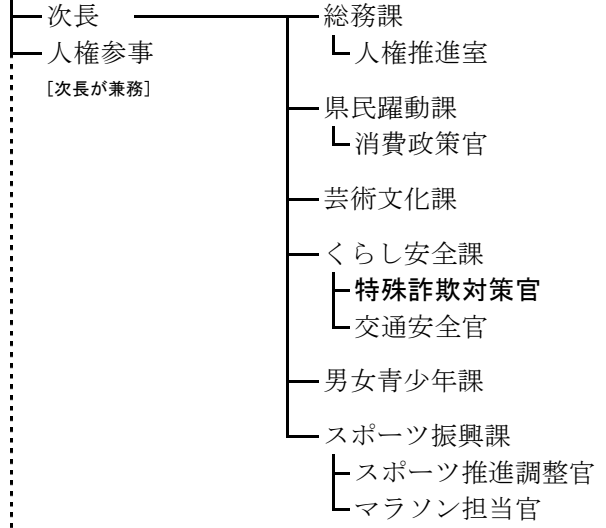 次長
総務課
人権参事
人権推進室
[次長が兼務]
県民躍動課
消費政策官
芸術文化課
くらし安全課
特殊詐欺対策官
交通安全官
男女青少年課
スポーツ振興課
スポーツ推進調整官
マラソン担当官